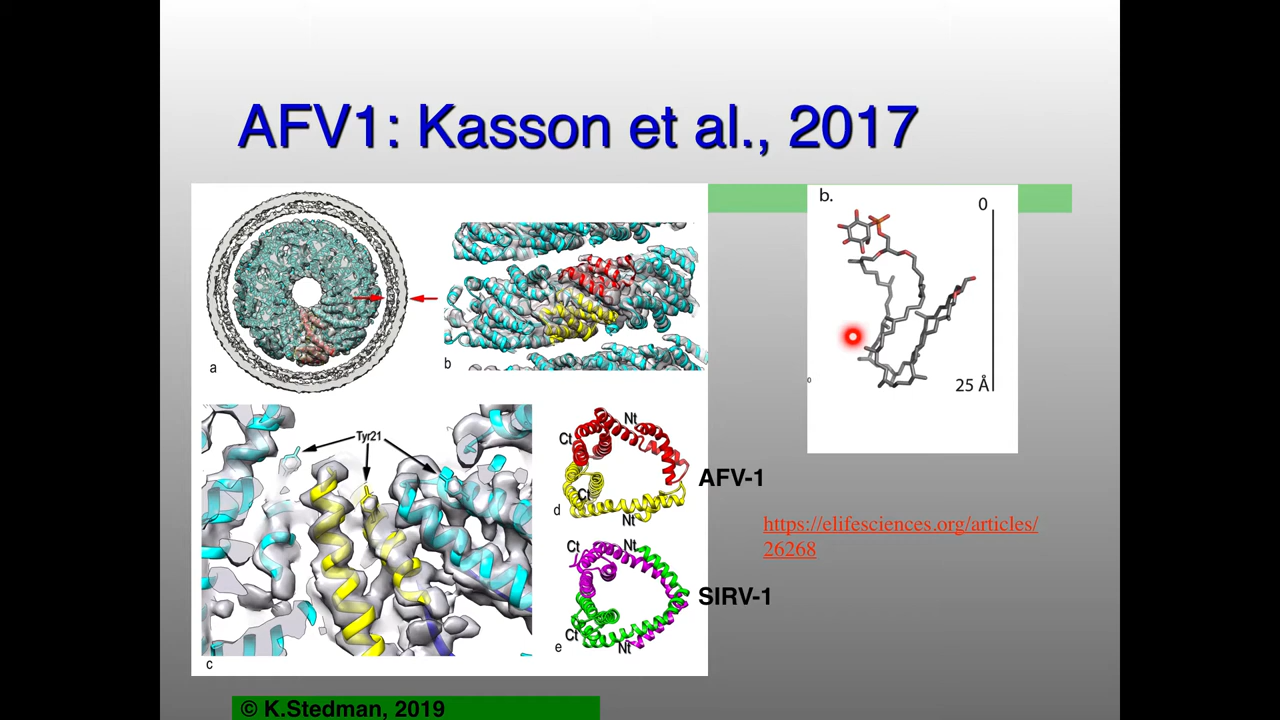 AFV1: Kasson et al., 2017
a
b
Tyr21
c
Nt
Ct
Ct
d
Nt
AFV-1
Nt
Ct
Ct
e
Nt
SIRV-1
b.
0
25 Å
0
https://elifesciences.org/articles/
26268
© K.Stedman, 2019